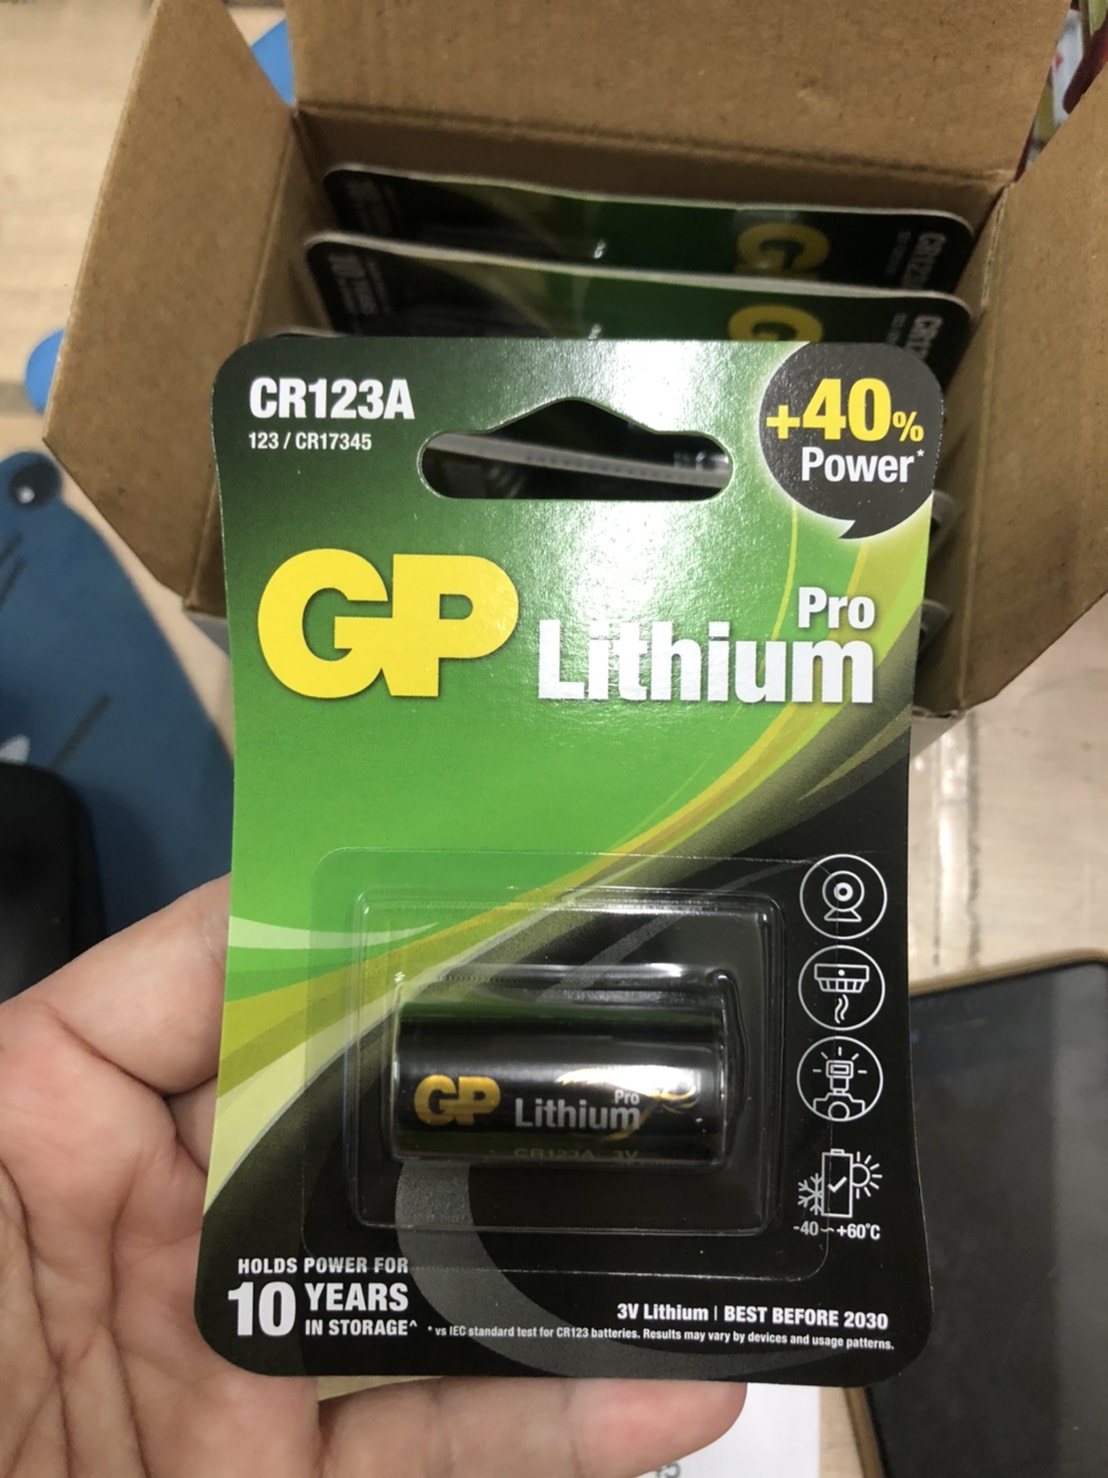 CR123A
123 / CR17345
+40%
Power*
GP
Pro
Lithium
GP
Pro
Lithium
CR123A 3V
-40~+60°C
HOLDS POWER FOR
10 YEARS
IN STORAGE^
3V Lithium | BEST BEFORE 2030
* vs IEC standard test for CR123 batteries. Results may vary by devices and usage patterns.